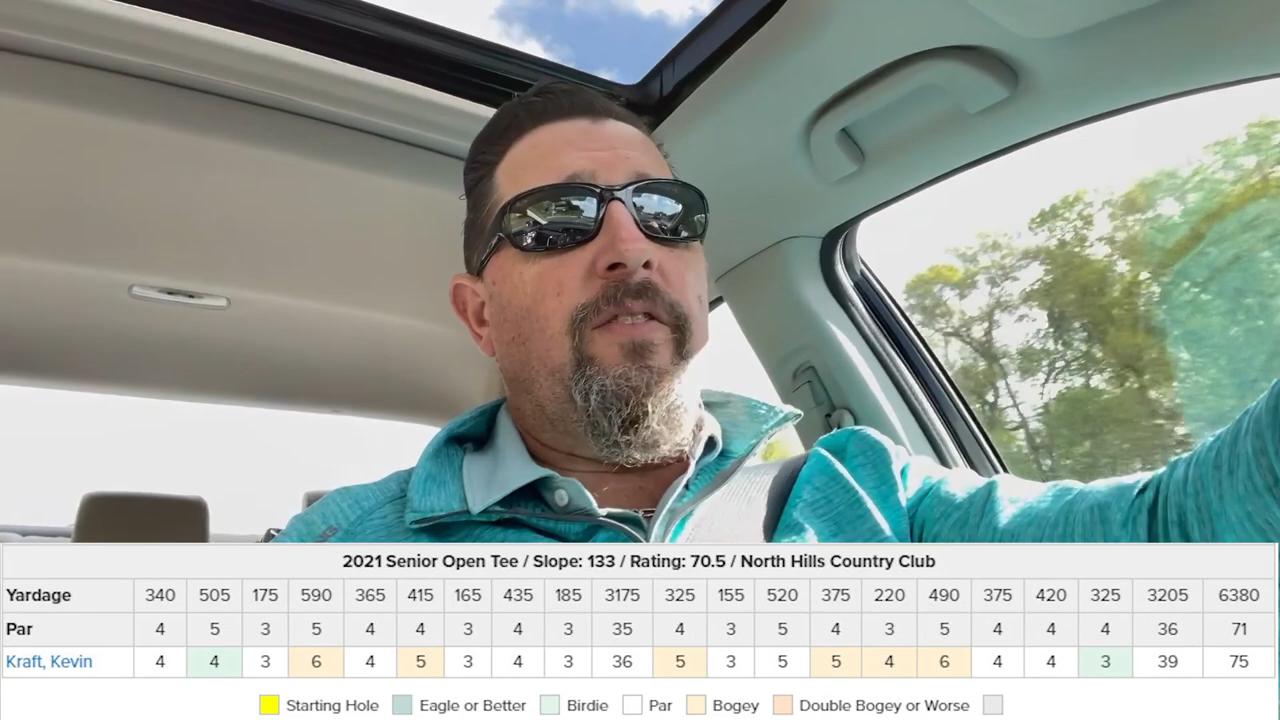 2021 Senior Open Tee / Slope: 133 / Rating: 70.5 / North Hills Country Club
Yardage 340 505 175 590 365 415 165 435 185 3175 325 155 520 375 220 490 375 420 325 3205 6380
Par 4 5 3 5 4 4 3 4 3 35 4 3 5 4 3 5 4 4 4 36 71
Kraft, Kevin 4 4 3 6 4 5 3 4 3 36 5 3 5 5 4 6 4 4 3 39 75
Starting Hole Eagle or Better Birdie Par Bogey Double Bogey or Worse